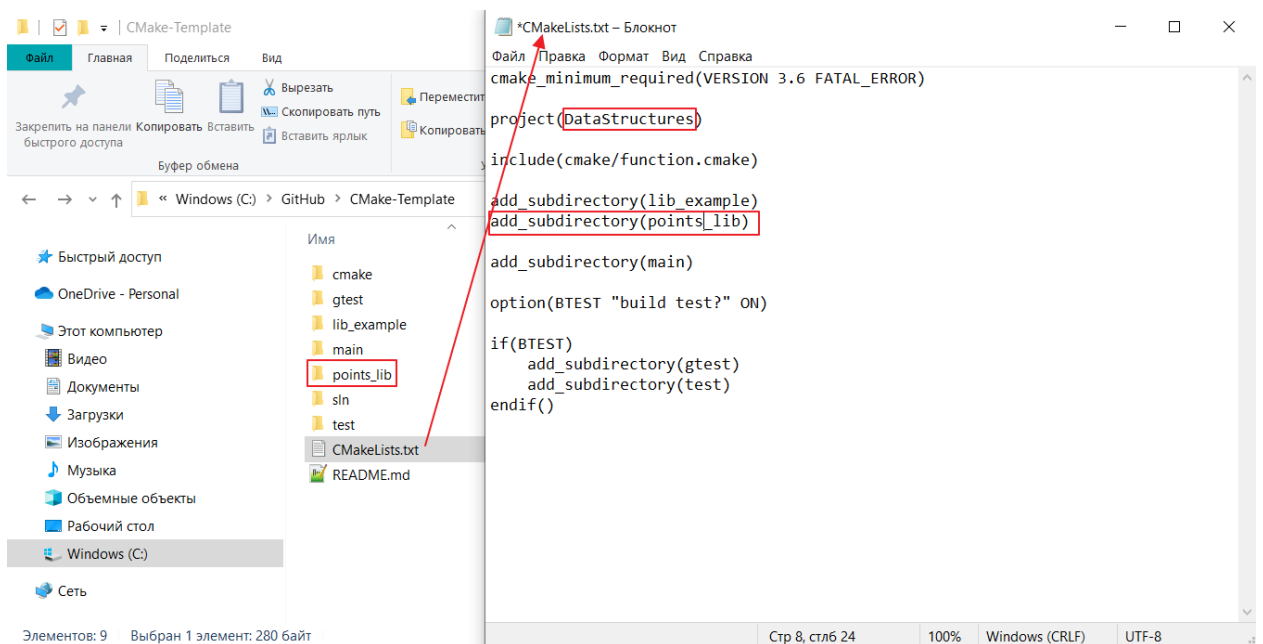 CMake-Template
Файл Главная Поделиться Вид
Закрепить на панели быстрого доступа
Копировать
Вставить
Вырезать
Скопировать путь
Вставить ярлык
Переместит
Копировать
Буфер обмена
« Windows (C:) > GitHub > CMake-Template
Быстрый доступ
OneDrive - Personal
Этот компьютер
Видео
Документы
Загрузки
Изображения
Музыка
Объемные объекты
Рабочий стол
Windows (C:)
Сеть
Имя
cmake
gtest
lib_example
main
points_lib
sln
test
CMakeLists.txt
README.md
Элементов: 9 Выбран 1 элемент: 280 байт
*CMakeLists.txt – Блокнот
Файл Правка Формат Вид Справка
cmake_minimum_required(VERSION 3.6 FATAL_ERROR)
project(DataStructures)
include(cmake/function.cmake)
add_subdirectory(lib_example)
add_subdirectory(points_lib)
add_subdirectory(main)
option(BTEST "build test?" ON)
if(BTEST)
    add_subdirectory(gtest)
    add_subdirectory(test)
endif()
Стр 8, стлб 24 100% Windows (CRLF) UTF-8